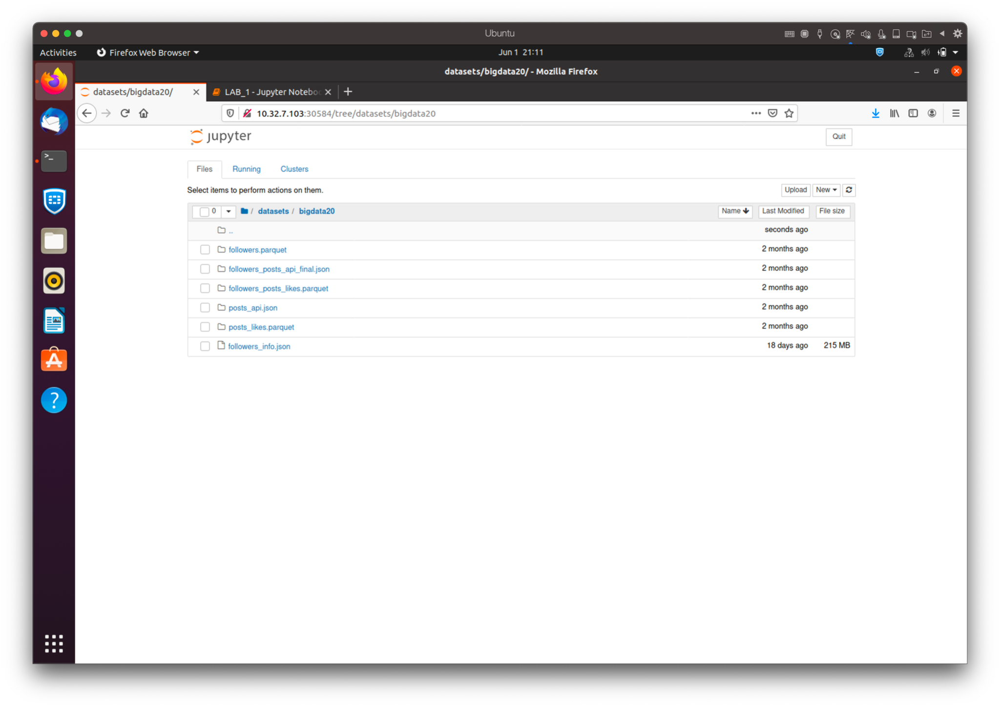 Ubuntu
Activities Firefox Web Browser Jun 1 21:11
datasets/bigdata20/ - Mozilla Firefox
datasets/bigdata20/ LAB_1 - Jupyter Notebo
10.32.7.103:30584/tree/datasets/bigdata20
jupyter Quit
Files Running Clusters
Select items to perform actions on them. Upload New
0 / datasets / bigdata20 Name Last Modified File size
.. seconds ago
followers.parquet 2 months ago
followers_posts_api_final.json 2 months ago
followers_posts_likes.parquet 2 months ago
posts_api.json 2 months ago
posts_likes.parquet 2 months ago
followers_info.json 18 days ago 215 MB